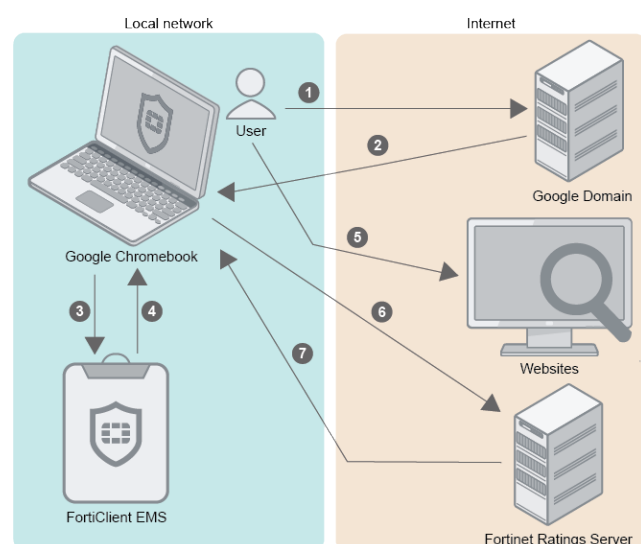 Local network
Internet
1
User
2
Google Domain
Google Chromebook
5
3
4
6
7
Websites
FortiClient EMS
Fortinet Ratings Server